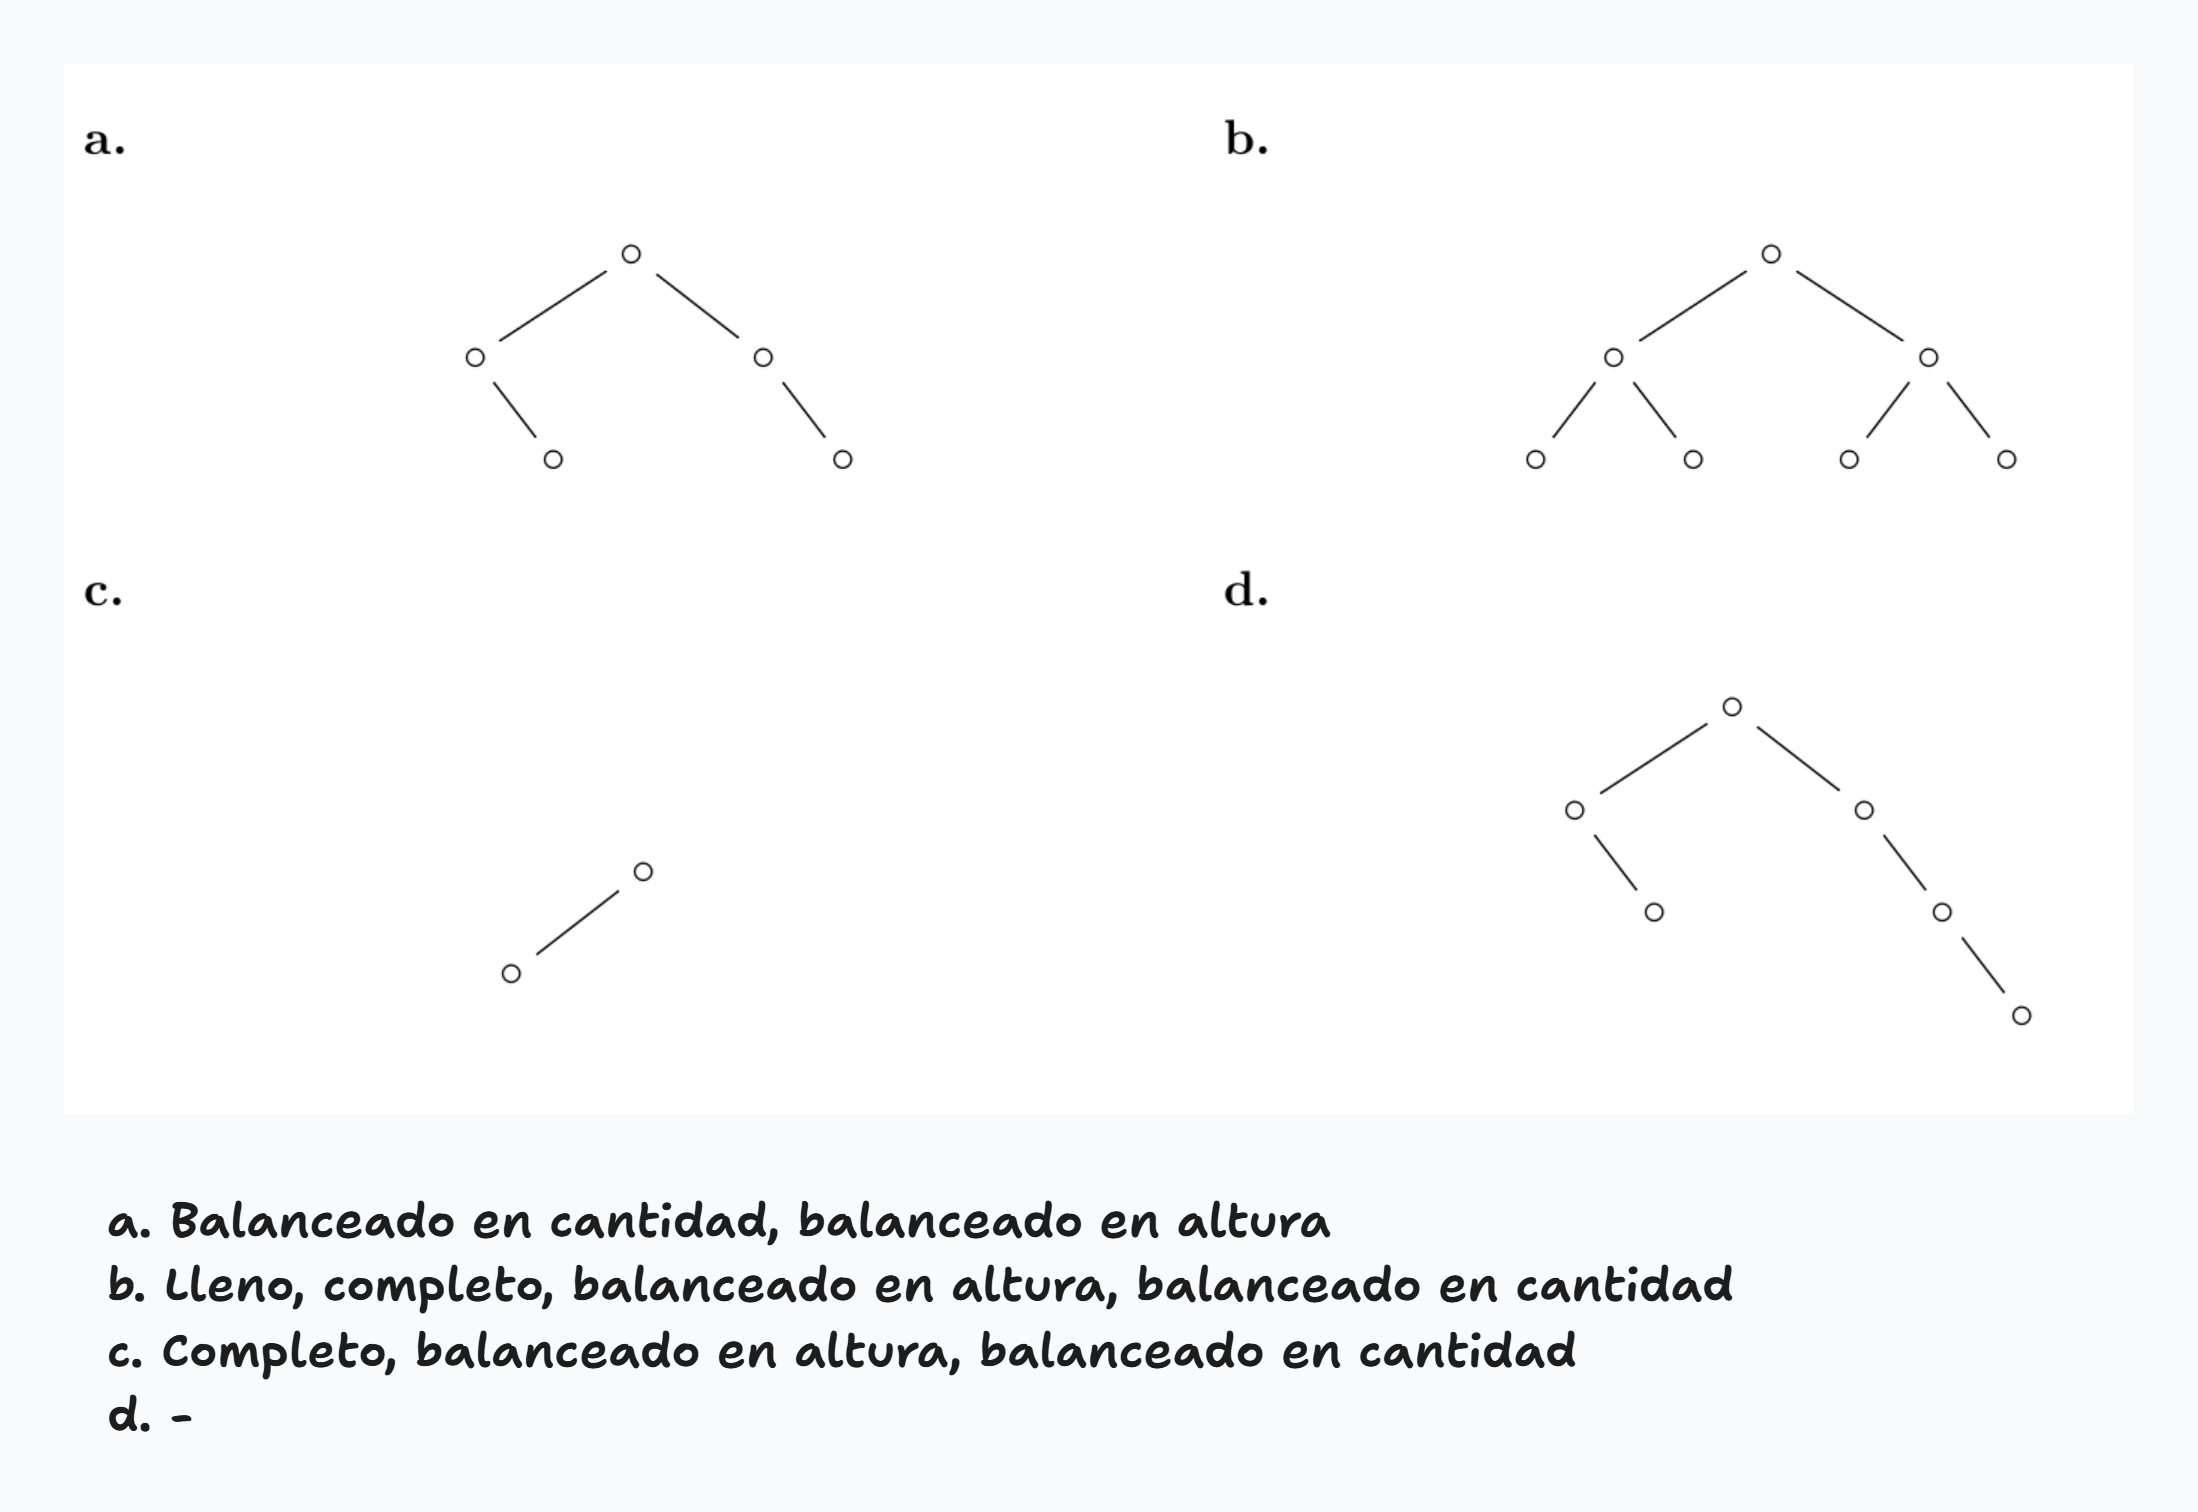 a.
b.
c.
d.
a. Balanceado en cantidad, balanceado en altura
b. Lleno, completo, balanceado en altura, balanceado en cantidad
c. Completo, balanceado en altura, balanceado en cantidad
d. -